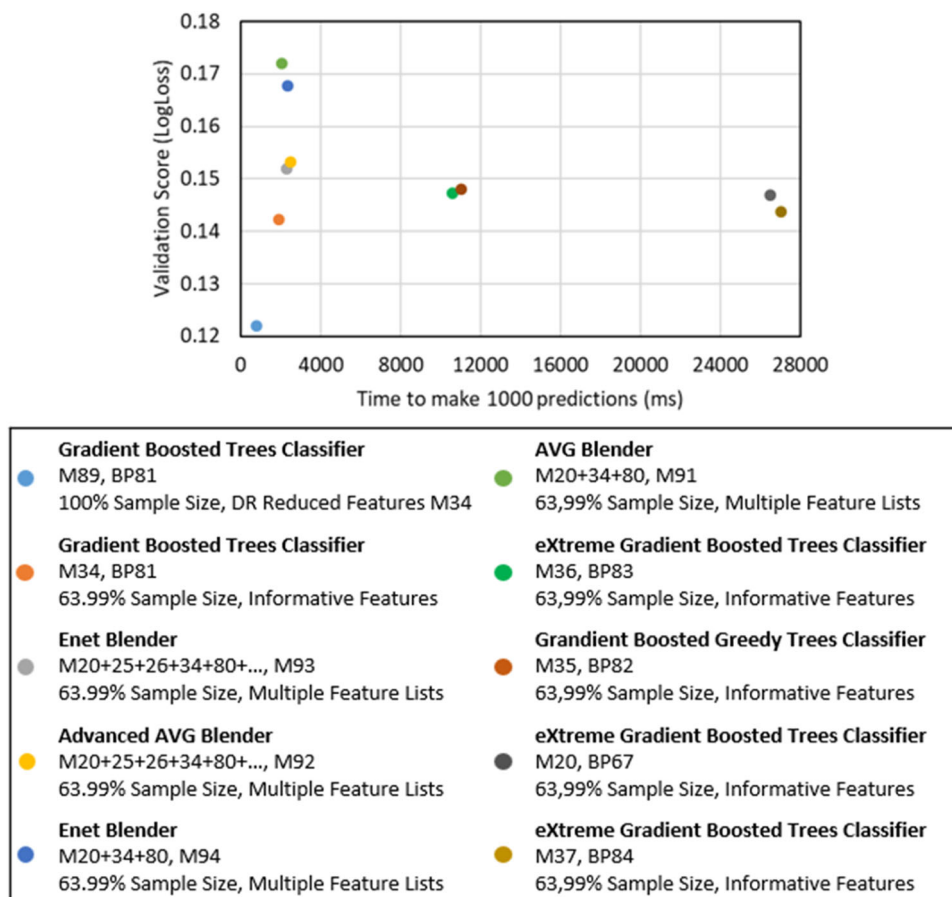 0.18
0.17
0.16
0.15
0.14
0.13
0.12
Validation Score (LogLoss)
0 4000 8000 12000 16000 20000 24000 28000
Time to make 1000 predictions (ms)
Gradient Boosted Trees Classifier
M89, BP81
100% Sample Size, DR Reduced Features M34
Gradient Boosted Trees Classifier
M34, BP81
63.99% Sample Size, Informative Features
Enet Blender
M20+25+26+34+80+..., M93
63.99% Sample Size, Multiple Feature Lists
Advanced AVG Blender
M20+25+26+34+80+..., M92
63.99% Sample Size, Multiple Feature Lists
Enet Blender
M20+34+80, M94
63.99% Sample Size, Multiple Feature Lists
AVG Blender
M20+34+80, M91
63,99% Sample Size, Multiple Feature Lists
eXtreme Gradient Boosted Trees Classifier
M36, BP83
63,99% Sample Size, Informative Features
Grandient Boosted Greedy Trees Classifier
M35, BP82
63,99% Sample Size, Informative Features
eXtreme Gradient Boosted Trees Classifier
M20, BP67
63,99% Sample Size, Informative Features
eXtreme Gradient Boosted Trees Classifier
M37, BP84
63,99% Sample Size, Informative Features